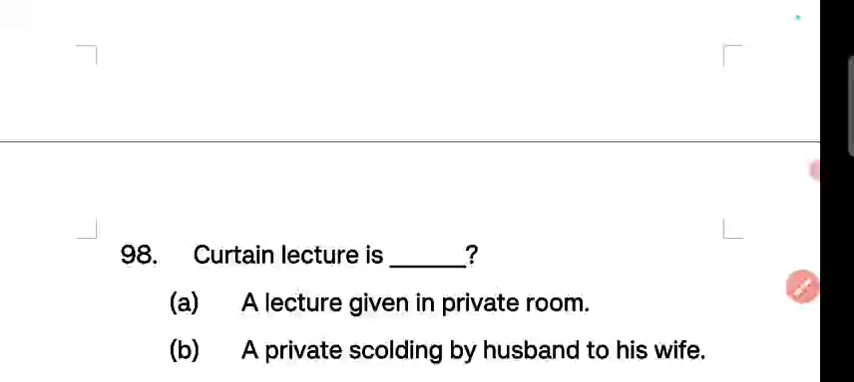 98. Curtain lecture is ______?
(a) A lecture given in private room.
(b) A private scolding by husband to his wife.